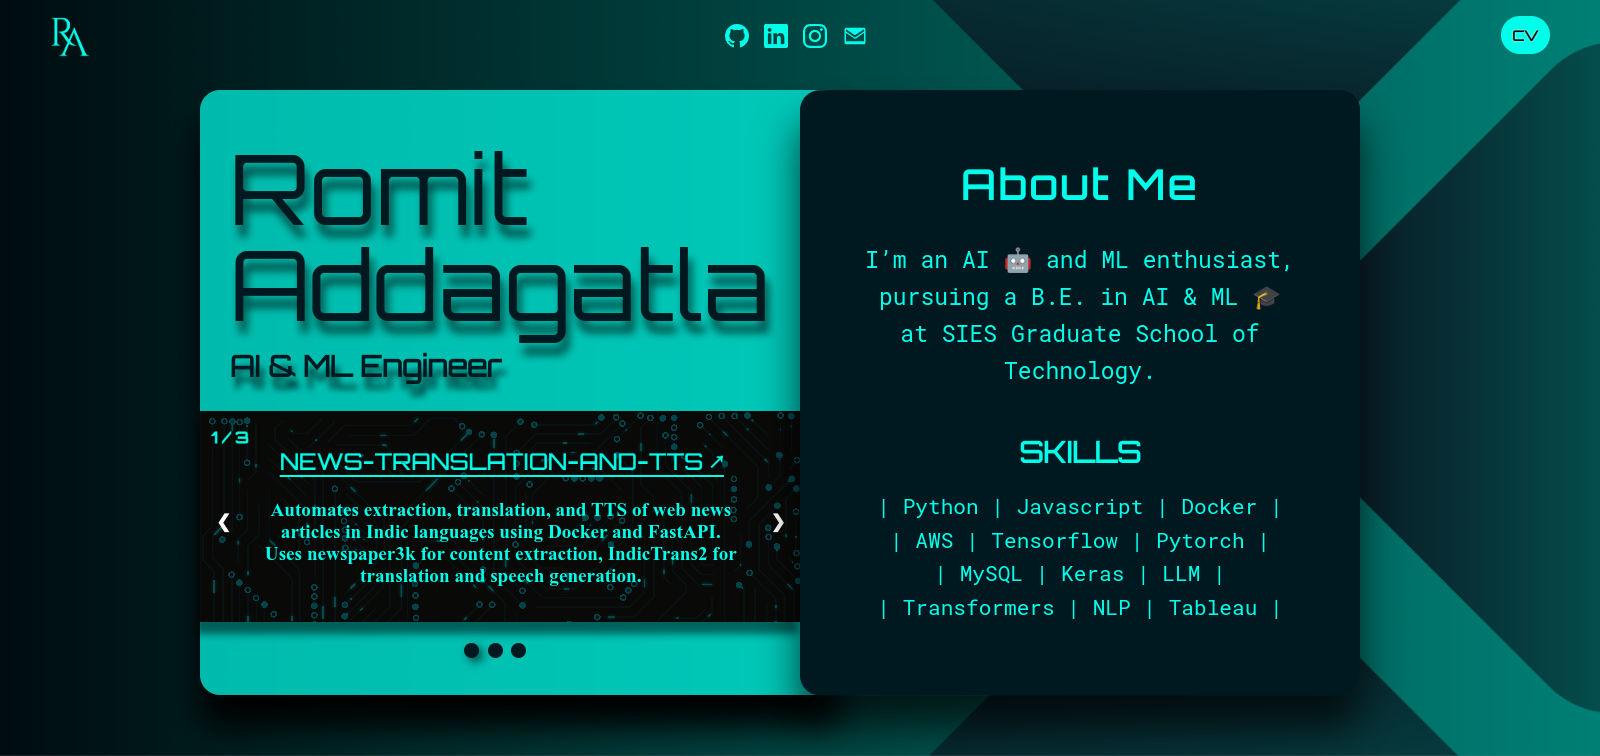 RA
CV
Romit
Addagatla
AI & ML Engineer
1 / 3
NEWS-TRANSLATION-AND-TTS ↗
Automates extraction, translation, and TTS of web news
articles in Indic languages using Docker and FastAPI.
Uses newspaper3k for content extraction, IndicTrans2 for
translation and speech generation.
❮
❯
About Me
I’m an AI 🤖 and ML enthusiast,
pursuing a B.E. in AI & ML 🎓
at SIES Graduate School of
Technology.
SKILLS
| Python | Javascript | Docker |
| AWS | Tensorflow | Pytorch |
| MySQL | Keras | LLM |
| Transformers | NLP | Tableau |